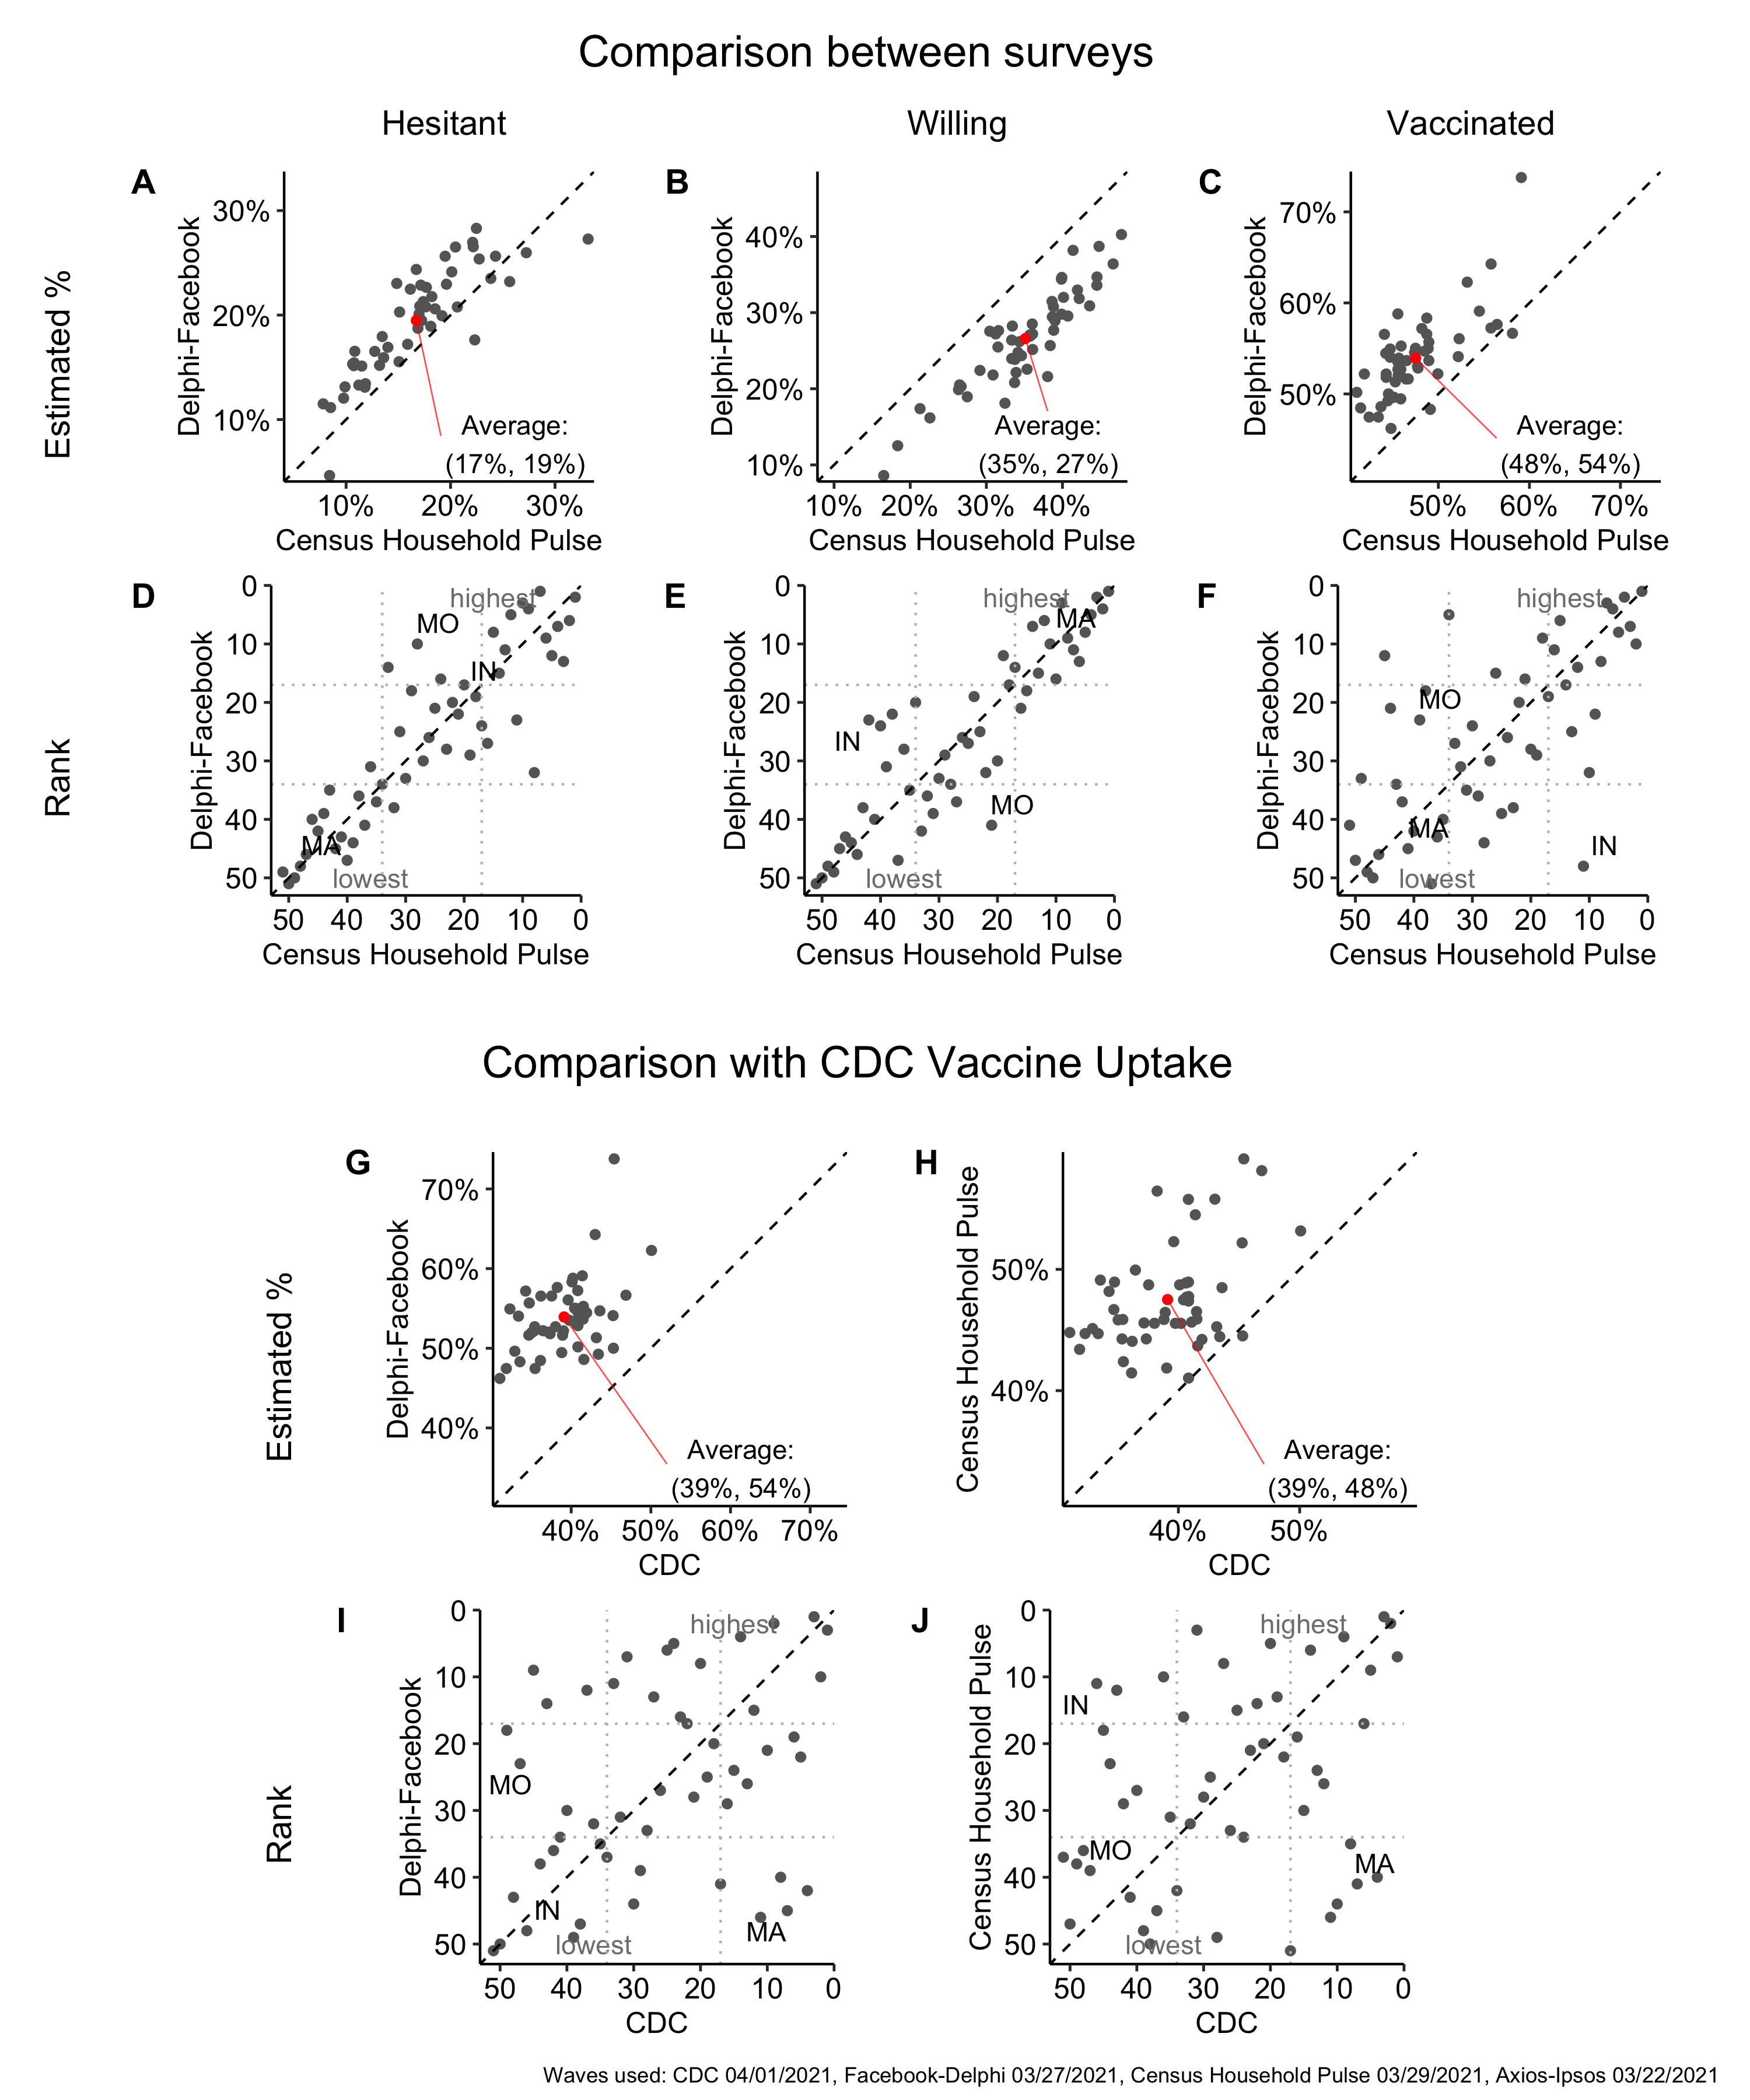 Comparison between surveys
Hesitant
Willing
Vaccinated
Estimated %
A
Delphi-Facebook
30%
20%
10%
Average:
(17%, 19%)
10% 20% 30%
Census Household Pulse
B
Delphi-Facebook
40%
30%
20%
10%
Average:
(35%, 27%)
10% 20% 30% 40%
Census Household Pulse
C
Delphi-Facebook
70%
60%
50%
Average:
(48%, 54%)
50% 60% 70%
Census Household Pulse
Rank
D
Delphi-Facebook
0
10
20
30
40
50
highest
MO
IN
MA
lowest
50 40 30 20 10 0
Census Household Pulse
E
Delphi-Facebook
0
10
20
30
40
50
highest
MA
IN
MO
lowest
50 40 30 20 10 0
Census Household Pulse
F
Delphi-Facebook
0
10
20
30
40
50
highest
MO
MA
IN
lowest
50 40 30 20 10 0
Census Household Pulse
Comparison with CDC Vaccine Uptake
Estimated %
G
Delphi-Facebook
70%
60%
50%
40%
Average:
(39%, 54%)
40% 50% 60% 70%
CDC
H
Census Household Pulse
50%
40%
Average:
(39%, 48%)
40% 50%
CDC
Rank
I
Delphi-Facebook
0
10
20
30
40
50
highest
MO
IN
MA
lowest
50 40 30 20 10 0
CDC
J
Census Household Pulse
0
10
20
30
40
50
highest
IN
MO
MA
lowest
50 40 30 20 10 0
CDC
Waves used: CDC 04/01/2021, Facebook-Delphi 03/27/2021, Census Household Pulse 03/29/2021, Axios-Ipsos 03/22/2021